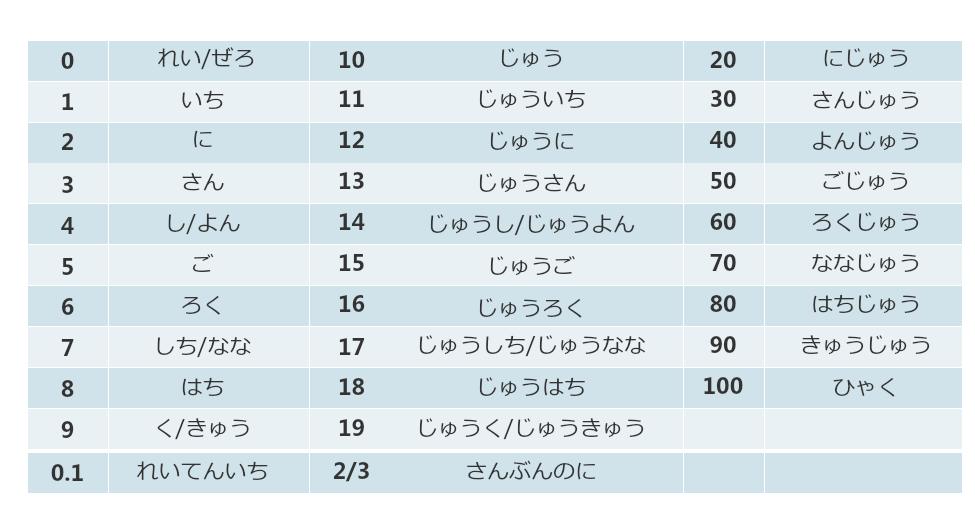 0 れい/ぜろ 10 じゅう 20 にじゅう
1 いち 11 じゅういち 30 さんじゅう
2 に 12 じゅうに 40 よんじゅう
3 さん 13 じゅうさん 50 ごじゅう
4 し/よん 14 じゅうし/じゅうよん 60 ろくじゅう
5 ご 15 じゅうご 70 ななじゅう
6 ろく 16 じゅうろく 80 はちじゅう
7 しち/なな 17 じゅうしち/じゅうなな 90 きゅうじゅう
8 はち 18 じゅうはち 100 ひゃく
9 く/きゅう 19 じゅうく/じゅうきゅう
0.1 れいてんいち 2/3 さんぶんのに